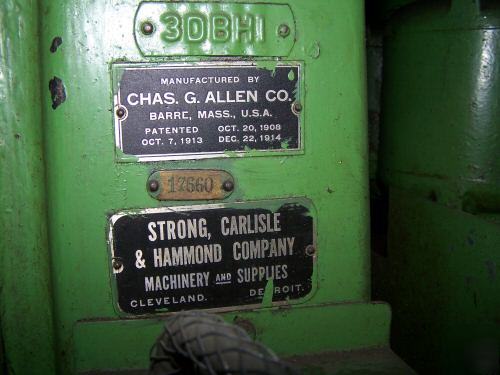 3DBH1
MANUFACTURED BY
CHAS. G. ALLEN CO.
BARRE, MASS., U.S.A.
PATENTED OCT. 20, 1908
OCT. 7, 1913 DEC. 22, 1914
17660
STRONG, CARLISLE
& HAMMOND COMPANY
MACHINERY AND SUPPLIES
CLEVELAND. DETROIT.